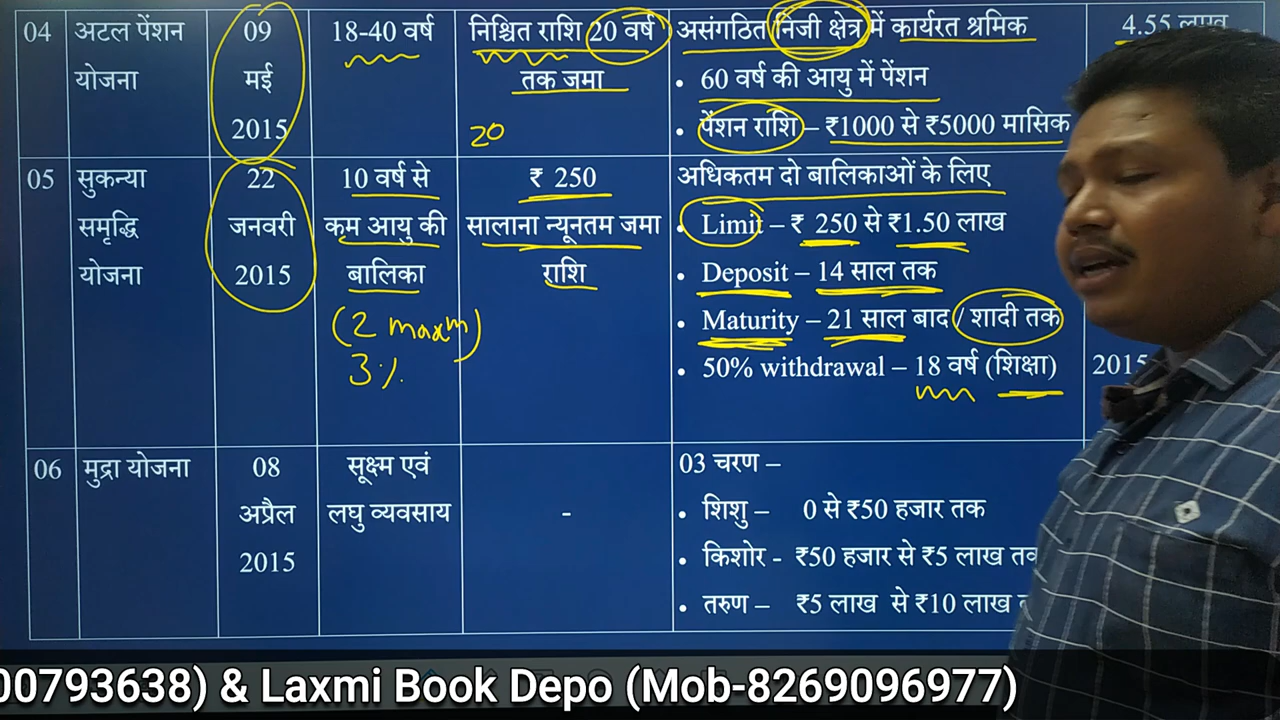 04 अटल पेंशन 09 18-40 वर्ष निश्चित राशि 20 वर्ष असंगठित निजी क्षेत्र में कार्यरत श्रमिक 4.55 लाख
योजना मई तक जमा • 60 वर्ष की आयु में पेंशन
2015 20 • पेंशन राशि – ₹1000 से ₹5000 मासिक
05 सुकन्या 22 10 वर्ष से ₹ 250 अधिकतम दो बालिकाओं के लिए
समृद्धि जनवरी कम आयु की सालाना न्यूनतम जमा • Limit – ₹ 250 से ₹1.50 लाख
योजना 2015 बालिका राशि • Deposit – 14 साल तक
(2 maxm) • Maturity – 21 साल बाद / शादी तक
3% • 50% withdrawal – 18 वर्ष (शिक्षा) 2015
06 मुद्रा योजना 08 सूक्ष्म एवं 03 चरण –
अप्रैल लघु व्यवसाय - • शिशु – 0 से ₹50 हजार तक
2015 • किशोर - ₹50 हजार से ₹5 लाख
• तरुण – ₹5 लाख से ₹10 लाख
00793638) & Laxmi Book Depo (Mob-8269096977)